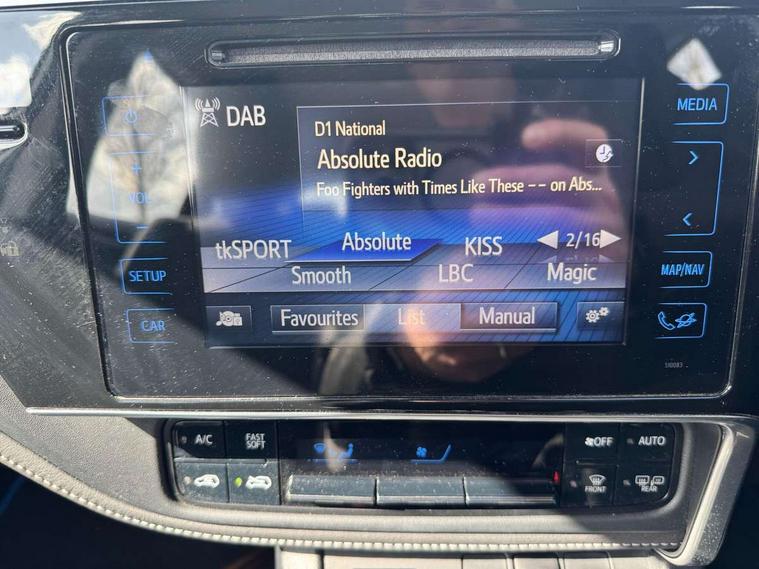 DAB
D1 National
Absolute Radio
Foo Fighters with Times Like These -- on Abs...
tkSPORT
Absolute
KISS
2/16
Smooth
LBC
Magic
Favourites
List
Manual
+
VOL
-
SETUP
CAR
MEDIA
MAP/NAV
510083
A/C
FAST
SOFT
OFF
AUTO
FRONT
REAR